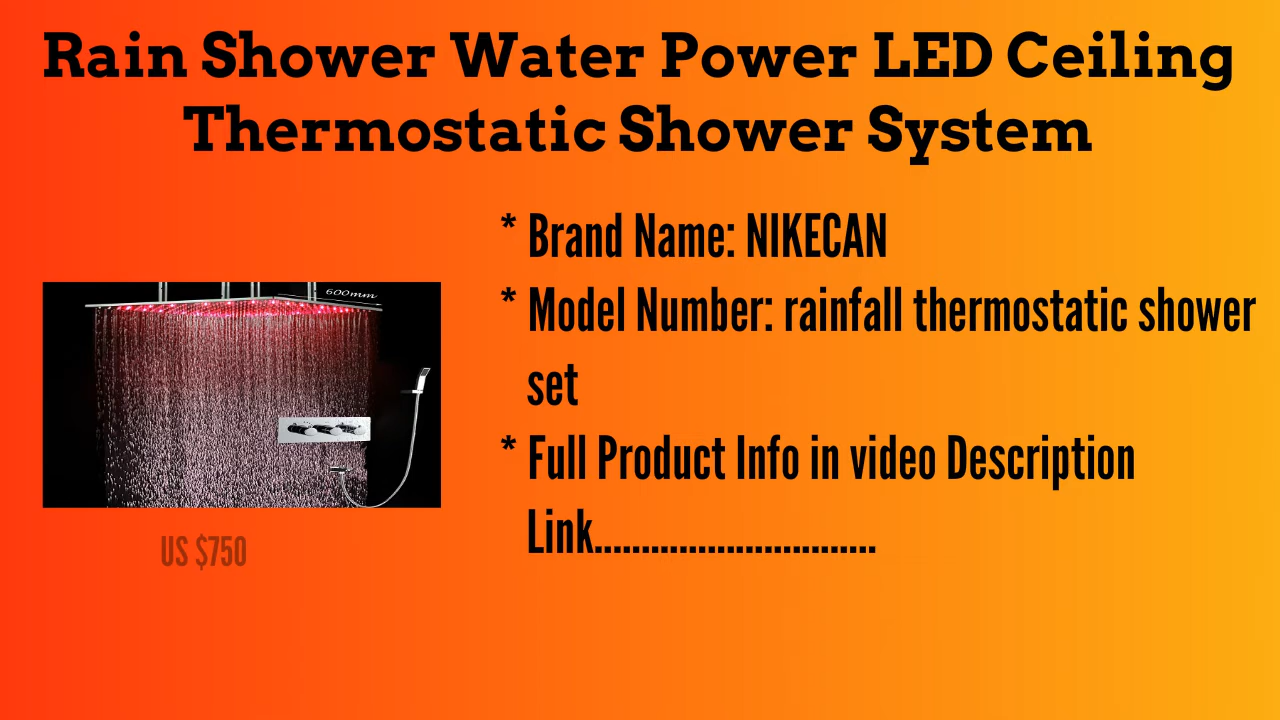 Rain Shower Water Power LED Ceiling
Thermostatic Shower System
* Brand Name: NIKECAN
* Model Number: rainfall thermostatic shower
set
* Full Product Info in video Description
Link..............................
600mm
US $750